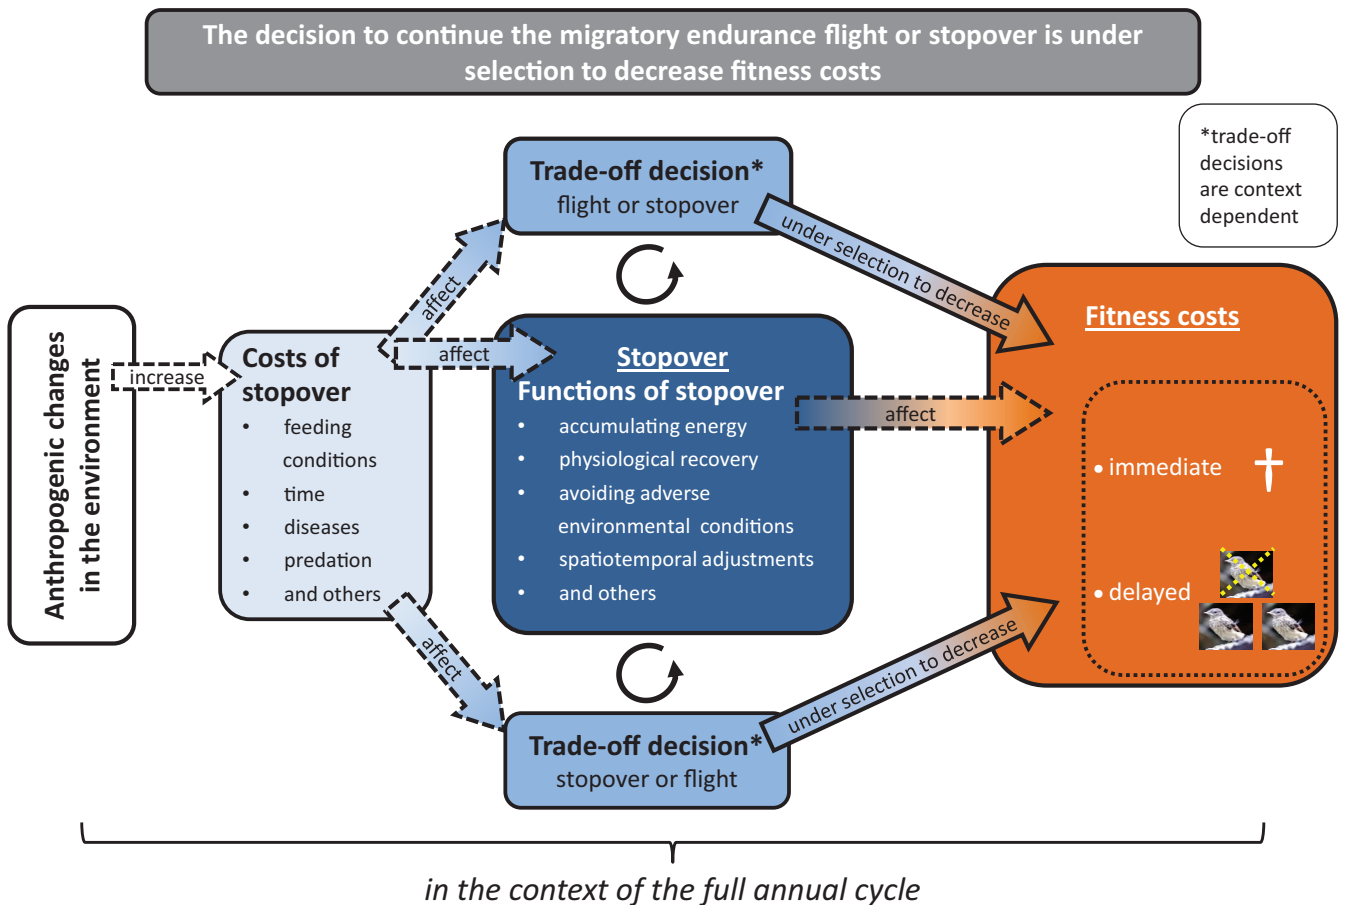 The decision to continue the migratory endurance flight or stopover is under
selection to decrease fitness costs
*trade-off
decisions
are context
dependent
Trade-off decision*
flight or stopover
under selection to decrease
affect
Anthropogenic changes
in the environment
increase
Costs of
stopover
• feeding
conditions
• time
• diseases
• predation
• and others
affect
Stopover
Functions of stopover
• accumulating energy
• physiological recovery
• avoiding adverse
environmental conditions
• spatiotemporal adjustments
• and others
affect
Fitness costs
• immediate †
• delayed
affect
under selection to decrease
Trade-off decision*
stopover or flight
in the context of the full annual cycle